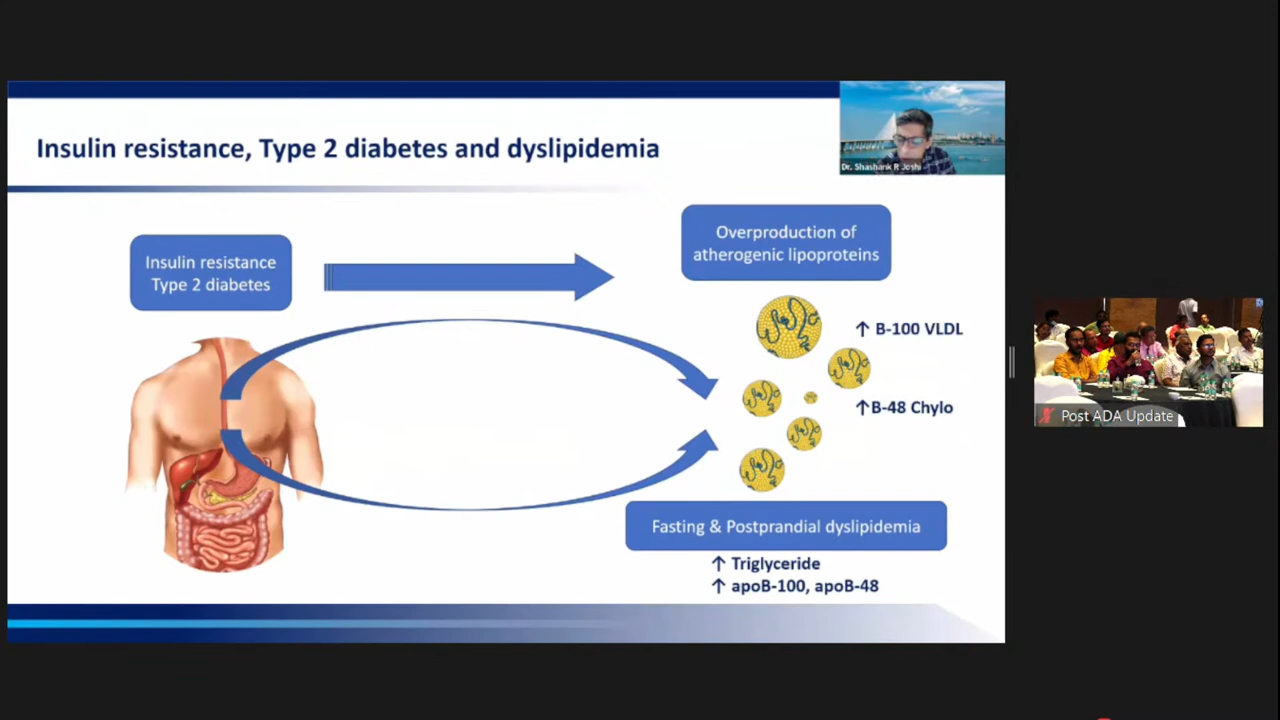 Insulin resistance, Type 2 diabetes and dyslipidemia
Dr. Shashank R Joshi
Insulin resistance
Type 2 diabetes
Overproduction of
atherogenic lipoproteins
↑ B-100 VLDL
↑B-48 Chylo
Fasting & Postprandial dyslipidemia
↑ Triglyceride
↑ apoB-100, apoB-48
Post ADA Update